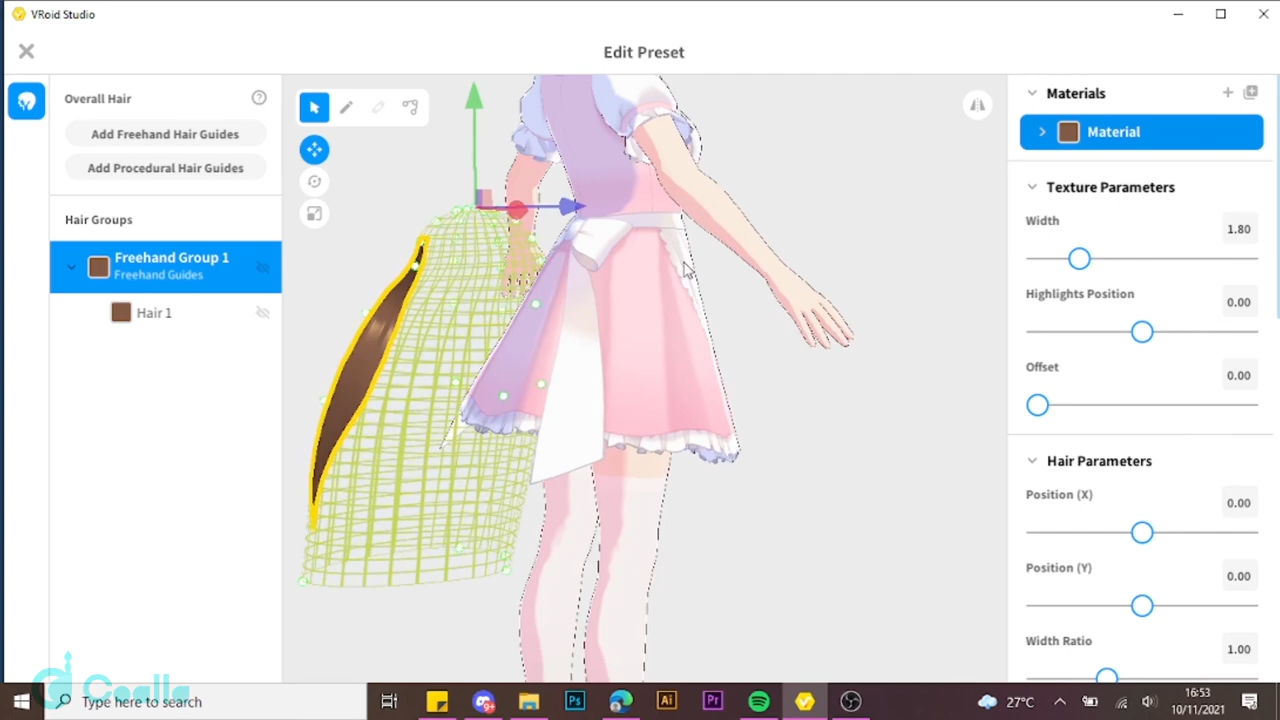 VRoid Studio
Edit Preset
Overall Hair
Add Freehand Hair Guides
Add Procedural Hair Guides
Hair Groups
Freehand Group 1
Freehand Guides
Hair 1
Materials
Material
Texture Parameters
Width
1.80
Highlights Position
0.00
Offset
0.00
Hair Parameters
Position (X)
0.00
Position (Y)
0.00
Width Ratio
1.00
Type here to search
Ps
Ai
Pr
27°C
16:53
10/11/2021